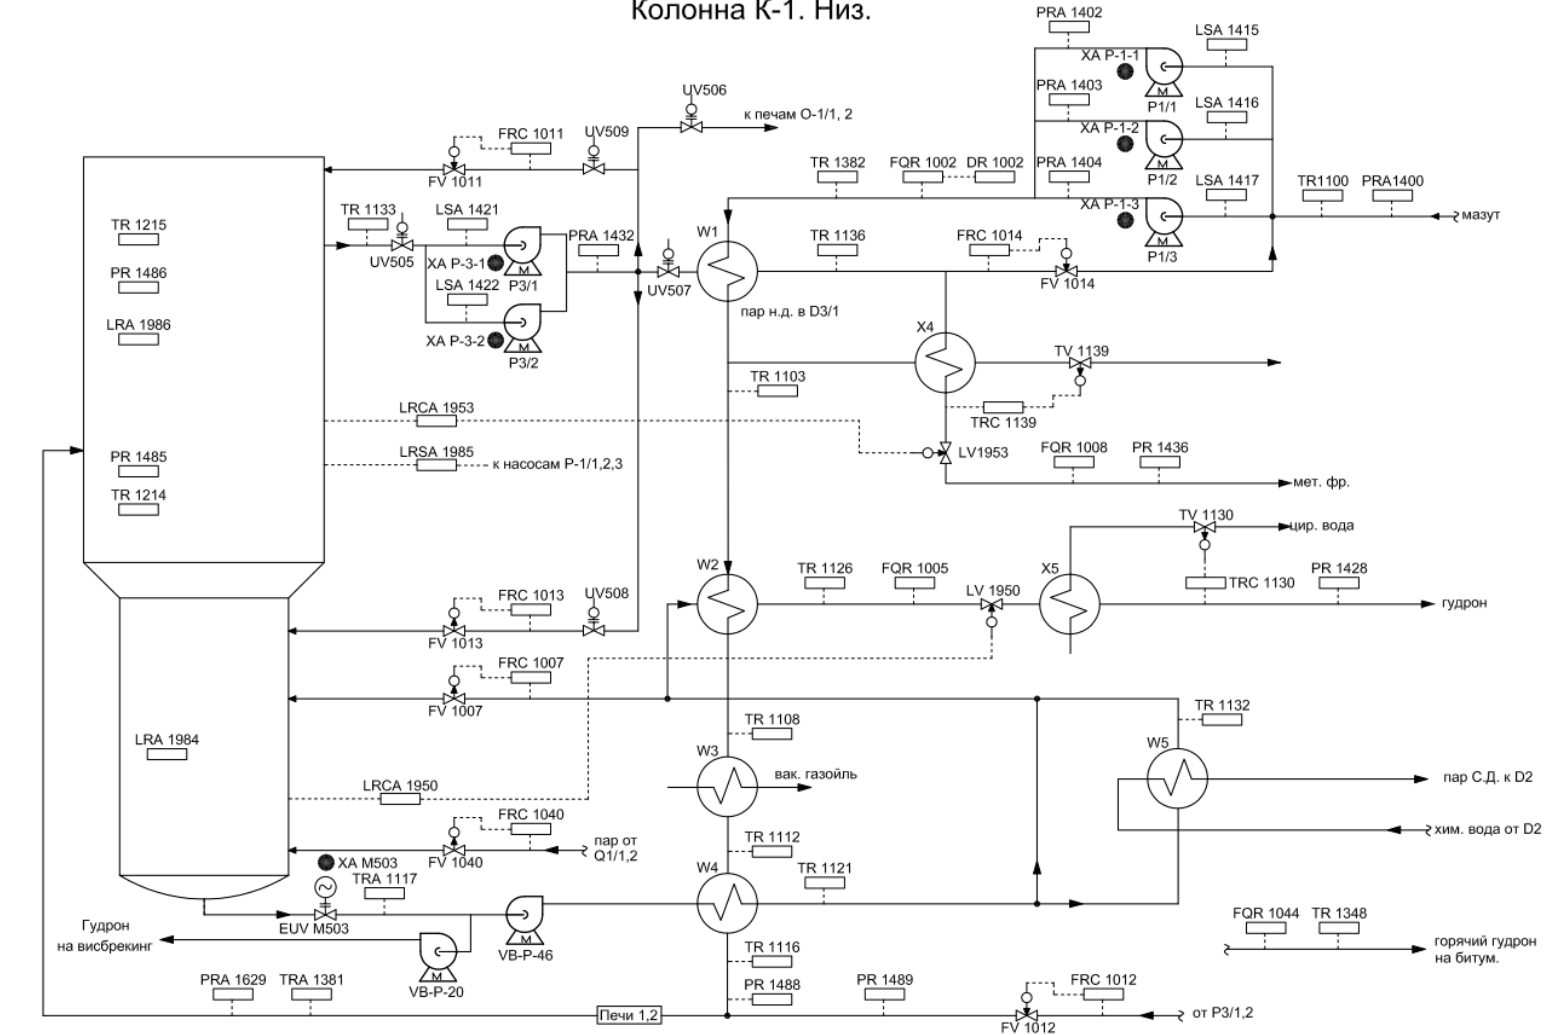 Колонна К-1. Низ.
PRA 1402
LSA 1415
XA P-1-1
M
P1/1
UV506
PRA 1403
LSA 1416
к печам O-1/1, 2
FRC 1011
UV509
XA P-1-2
M
P1/2
TR 1382
FQR 1002
DR 1002
PRA 1404
LSA 1417
TR1100
PRA1400
FV 1011
XA P-1-3
мазут
TR 1215
TR 1133
LSA 1421
PRA 1432
W1
TR 1136
FRC 1014
M
P1/3
UV505
XA P-3-1
M
P3/1
PR 1486
LSA 1422
UV507
FV 1014
LRA 1986
пар н.д. в D3/1
XA P-3-2
M
P3/2
X4
TV 1139
TR 1103
LRCA 1953
TRC 1139
PR 1485
LRSA 1985
к насосам P-1/1,2,3
LV1953
FQR 1008
PR 1436
мет. фр.
TR 1214
TV 1130
цир. вода
W2
TR 1126
FQR 1005
LV 1950
X5
TRC 1130
PR 1428
гудрон
FRC 1013
UV508
FV 1013
FRC 1007
FV 1007
TR 1108
TR 1132
LRA 1984
W3
W5
вак. газойль
пар С.Д. к D2
LRCA 1950
FRC 1040
хим. вода от D2
пар от
Q1/1,2
FV 1040
TR 1112
XA M503
TRA 1117
W4
TR 1121
EUV M503
VB-P-46
M
Гудрон
на висбрекинг
M
VB-P-20
FQR 1044
TR 1348
горячий гудрон
на битум.
TR 1116
PRA 1629
TRA 1381
PR 1488
PR 1489
FRC 1012
Печи 1,2
FV 1012
от P3/1,2